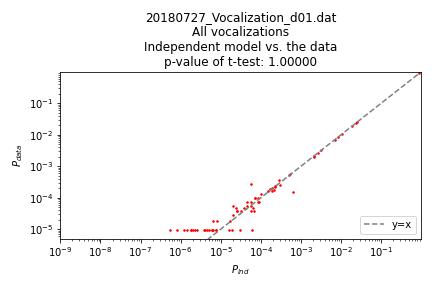 20180727_Vocalization_d01.dat
All vocalizations
Independent model vs. the data
p-value of t-test: 1.00000
10⁻¹
10⁻²
10⁻³
10⁻⁴
10⁻⁵
P_data
y=x
10⁻⁹ 10⁻⁸ 10⁻⁷ 10⁻⁶ 10⁻⁵ 10⁻⁴ 10⁻³ 10⁻² 10⁻¹
P_ind